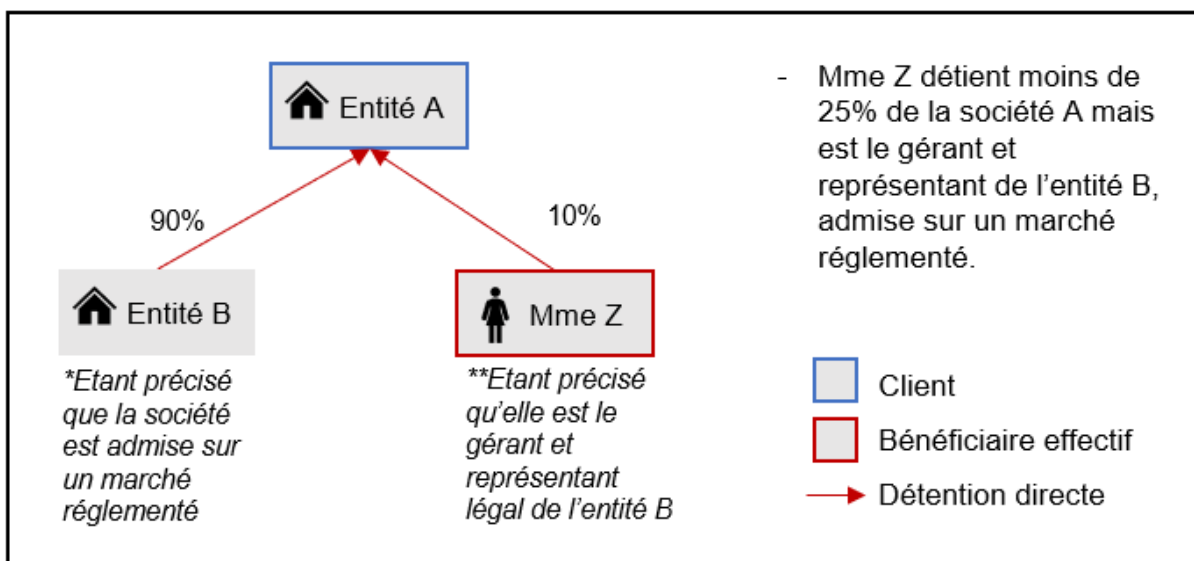 Entité A
90%
10%
Entité B
Mme Z
*Etant précisé
que la société
est admise sur
un marché
réglementé
**Etant précisé
qu’elle est le
gérant et
représentant
légal de l’entité B
- Mme Z détient moins de
25% de la société A mais
est le gérant et
représentant de l’entité B,
admise sur un marché
réglementé.
Client
Bénéficiaire effectif
Détention directe